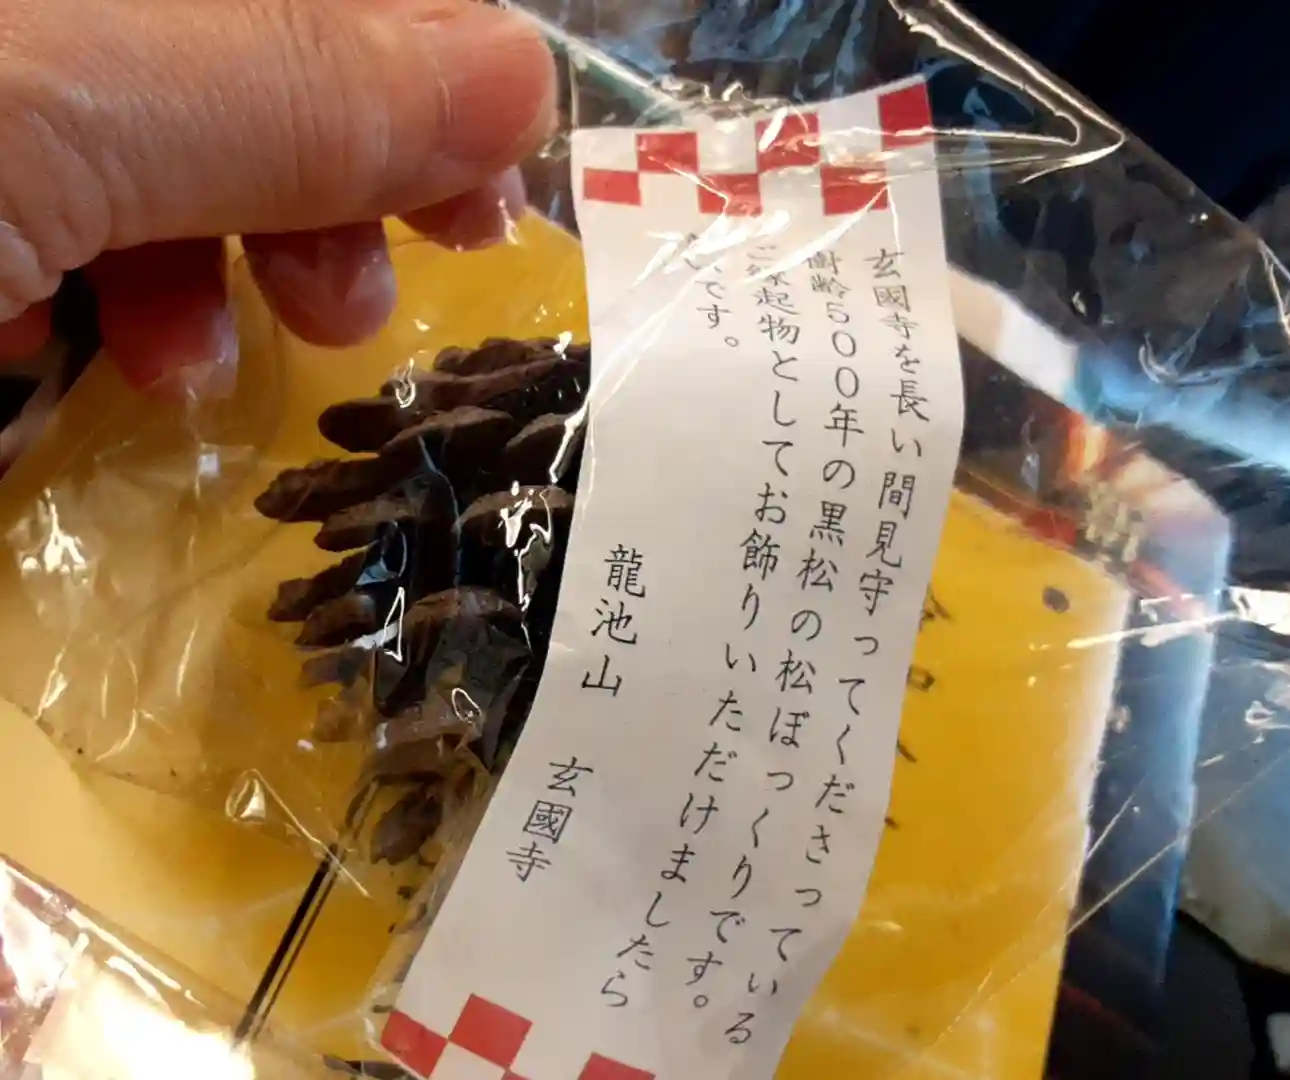 玄國寺を長い間見守ってくださっている
樹齢500年の黒松の松ぼっくりです。
ご縁起物としてお飾りいただけましたら
いです。
龍池山 玄國寺